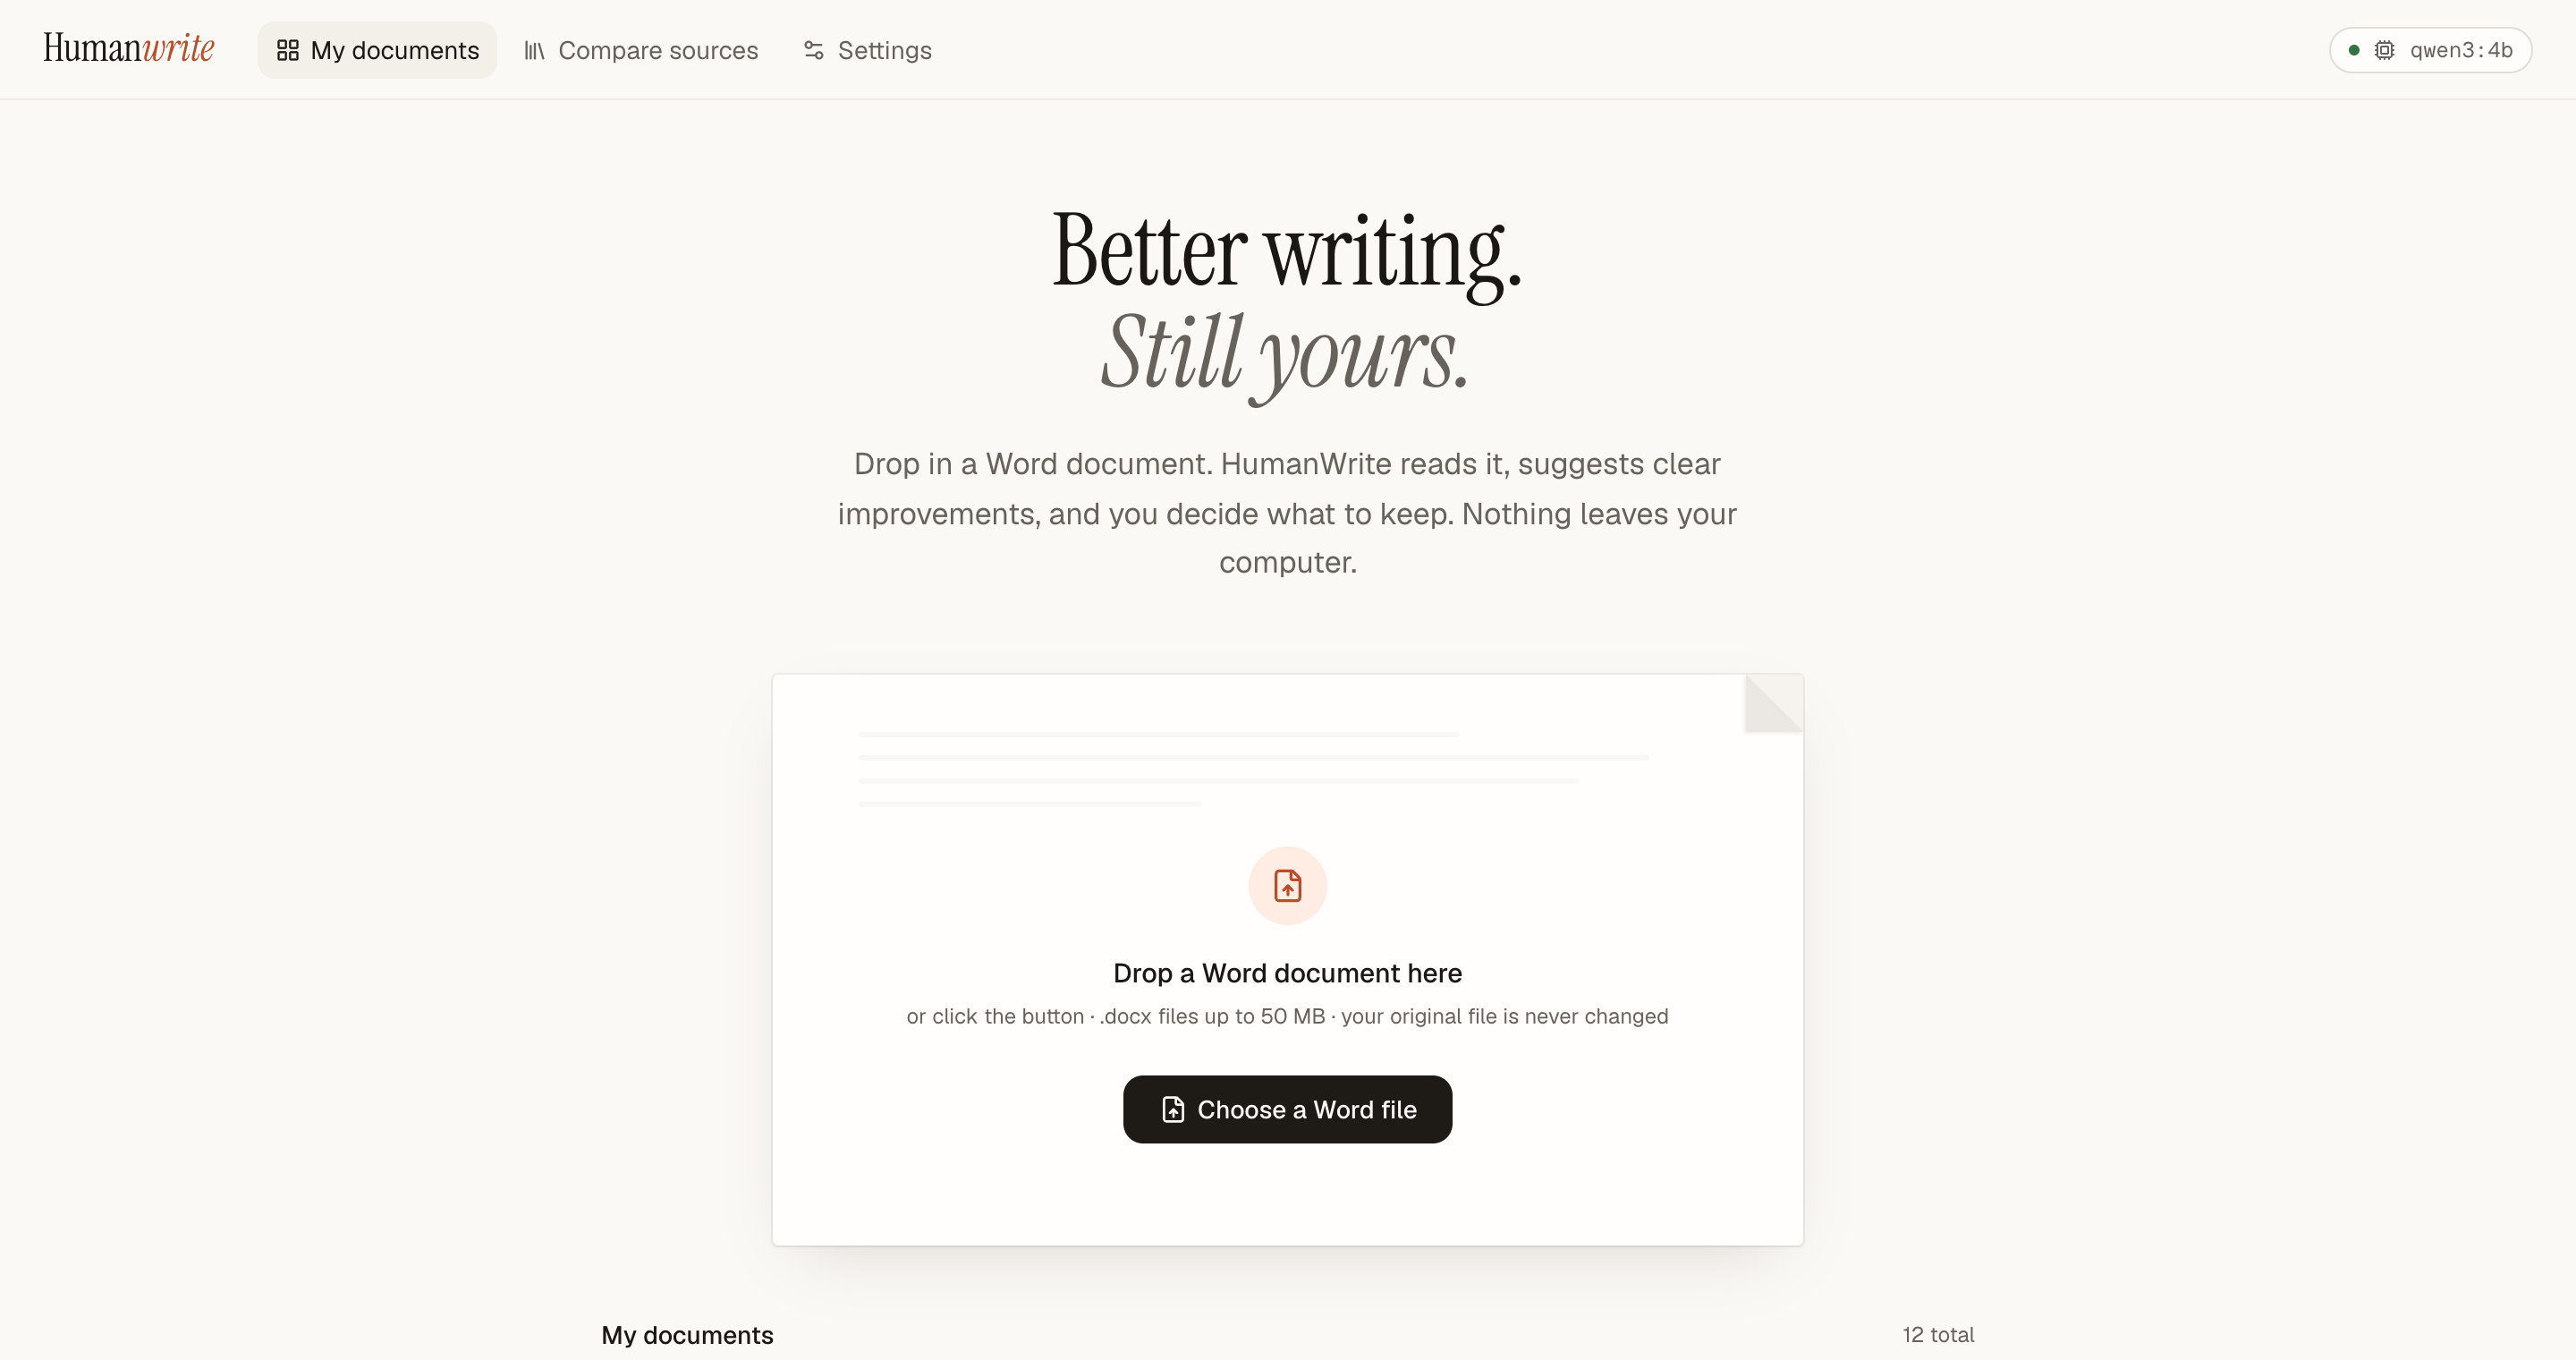 Humanwrite
My documents
Compare sources
Settings
qwen3:4b
Better writing.
Still yours.
Drop in a Word document. HumanWrite reads it, suggests clear
improvements, and you decide what to keep. Nothing leaves your
computer.
Drop a Word document here
or click the button · .docx files up to 50 MB · your original file is never changed
Choose a Word file
My documents
12 total